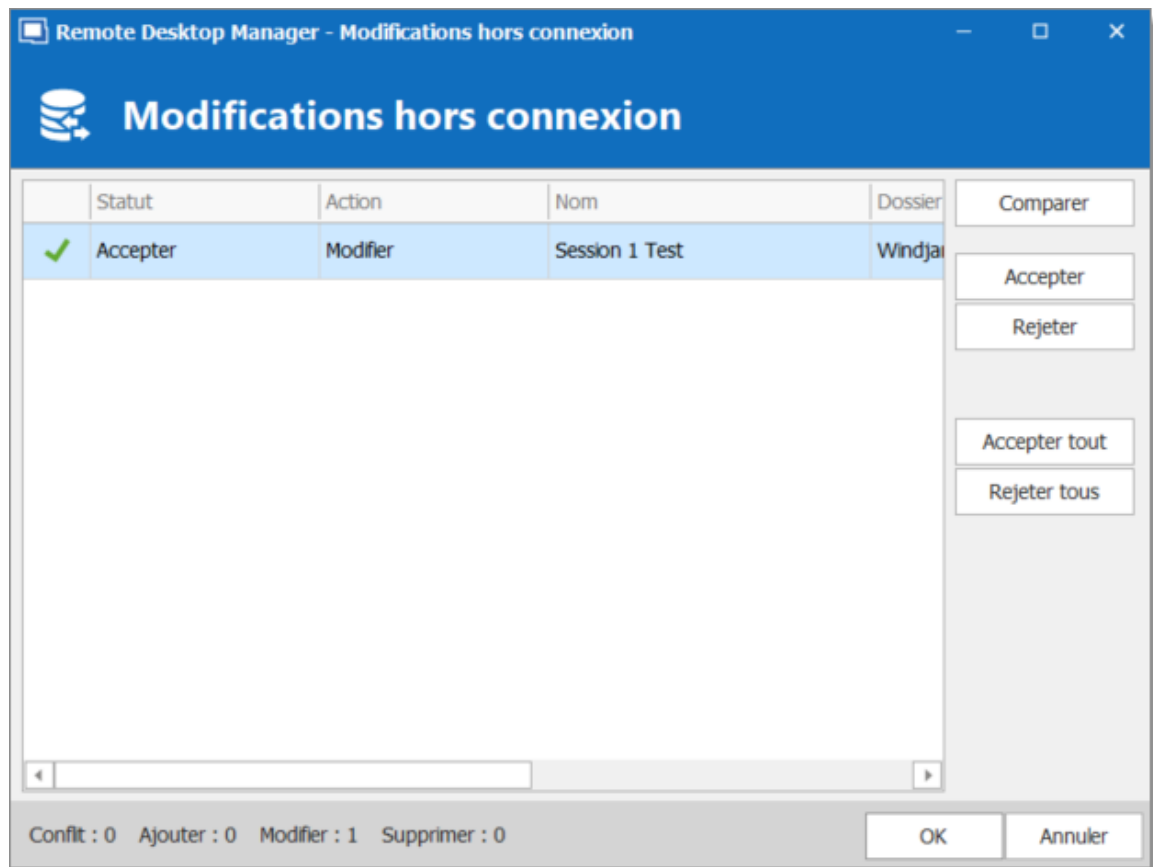 Remote Desktop Manager - Modifications hors connexion
Modifications hors connexion
Statut Action Nom Dossier
Accepter Modifier Session 1 Test
Comparer
Accepter
Rejeter
Accepter tout
Rejeter tous
Conflit : 0 Ajouter : 0 Modifier : 1 Supprimer : 0
OK Annuler